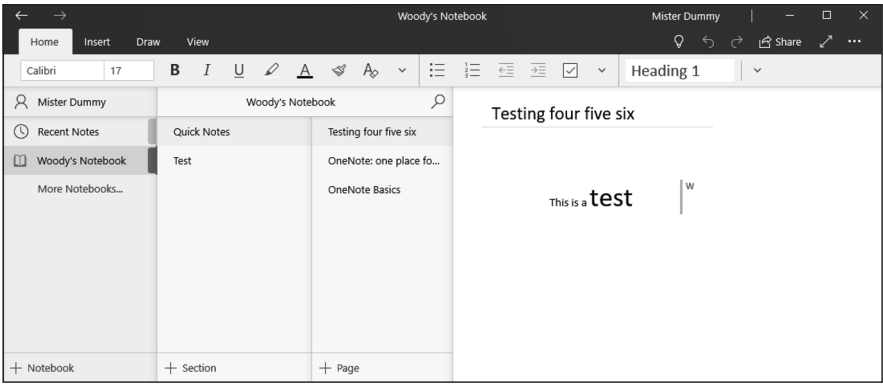 Woody's Notebook Mister Dummy
Home Insert Draw View Share
Calibri 17 B I U A A Heading 1
Mister Dummy Woody's Notebook
Testing four five six
Recent Notes Quick Notes Testing four five six
Woody's Notebook Test OneNote: one place fo...
More Notebooks... OneNote Basics
W
This is a test
+ Notebook + Section + Page